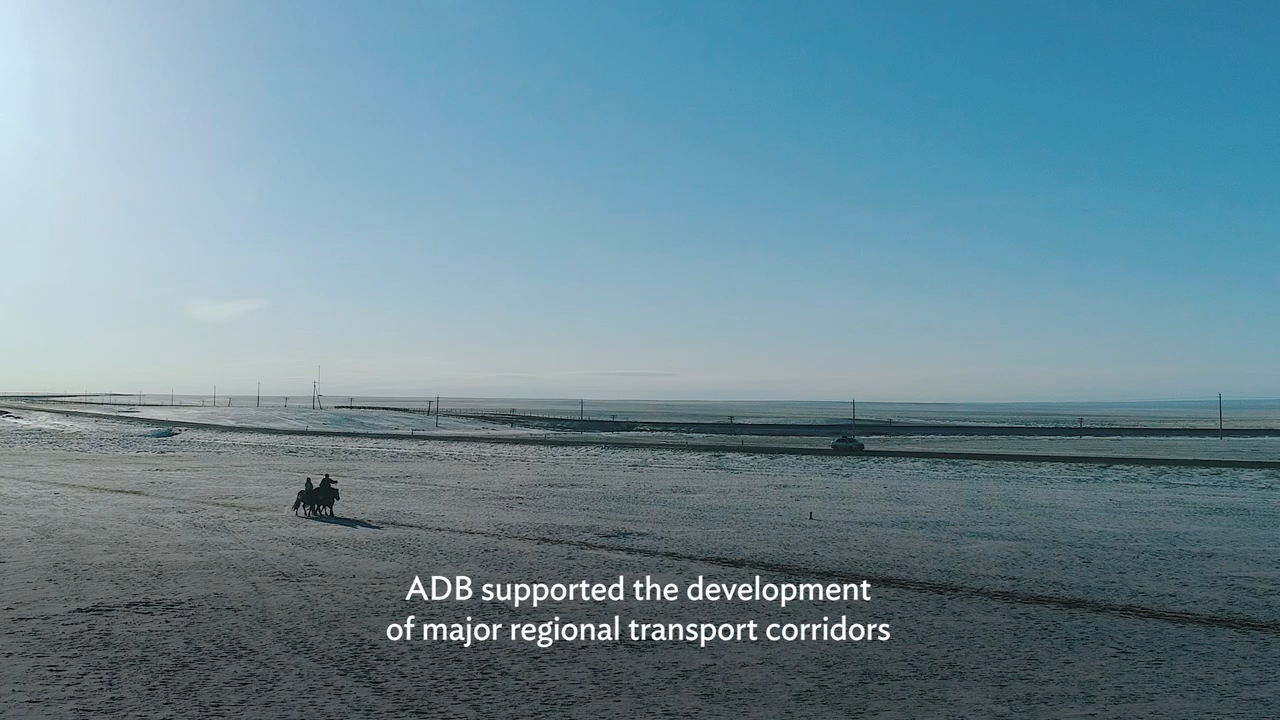 ADB supported the development
of major regional transport corridors